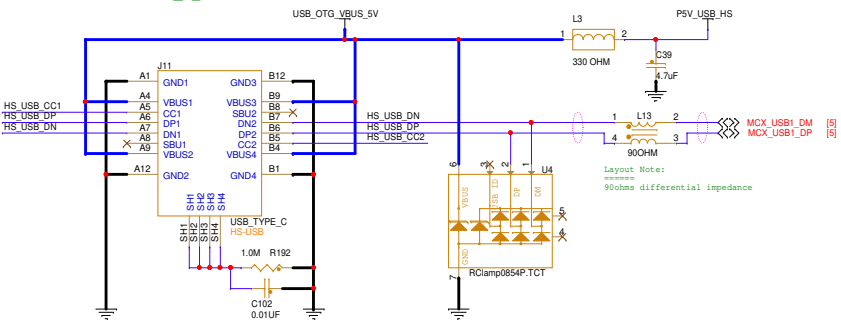 USB_OTG_VBUS_5V
L3
P5V_USB_HS
1
2
330 OHM
C39
4.7uF
J11
A1
GND1
GND3
B12
A4
VBUS1
VBUS3
B9
HS_USB_CC1
A5
CC1
SBU2
B8
HS_USB_DP
A6
DP1
DN2
B7
HS_USB_DN
HS_USB_DN
A7
DN1
DP2
B6
HS_USB_DP
A8
SBU1
CC2
B5
HS_USB_CC2
A9
VBUS2
VBUS4
B4
A12
GND2
GND4
B1
SH1
SH2
SH3
SH4
SH1
SH2
SH3
SH4
USB_TYPE_C
HS-USB
1.0M
R192
C102
0.01UF
1
L13
2
4
3
90OHM
MCX_USB1_DM
[5]
MCX_USB1_DP
[5]
Layout Note:
======
90ohms differential impedance
6
3
2
1
U4
VBUS
USB ID
DP
DM
5
4
GND
7
RClamp0854P.TCT